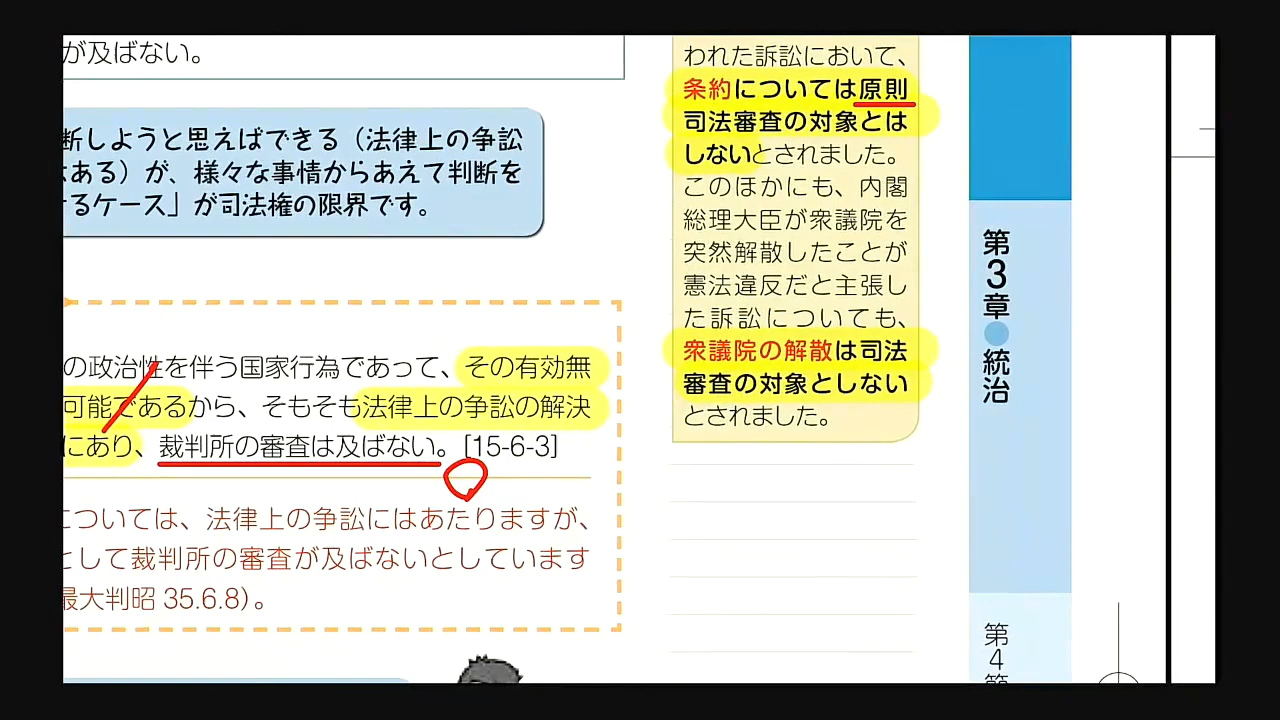 が及ばない。
断しようと思えばできる（法律上の争訟
はある）が、様々な事情からあえて判断を
するケース」が司法権の限界です。
の政治性を伴う国家行為であって、その有効無
可能であるから、そもそも法律上の争訟の解決
にあり、裁判所の審査は及ばない。[15-6-3]
については、法律上の争訟にはあたりますが、
として裁判所の審査が及ばないとしています
最大判昭 35.6.8）。
われた訴訟において、
条約については原則
司法審査の対象とは
しないとされました。
このほかにも、内閣
総理大臣が衆議院を
突然解散したことが
憲法違反だと主張し
た訴訟についても、
衆議院の解散は司法
審査の対象としない
とされました。
第3章●統治
第4節